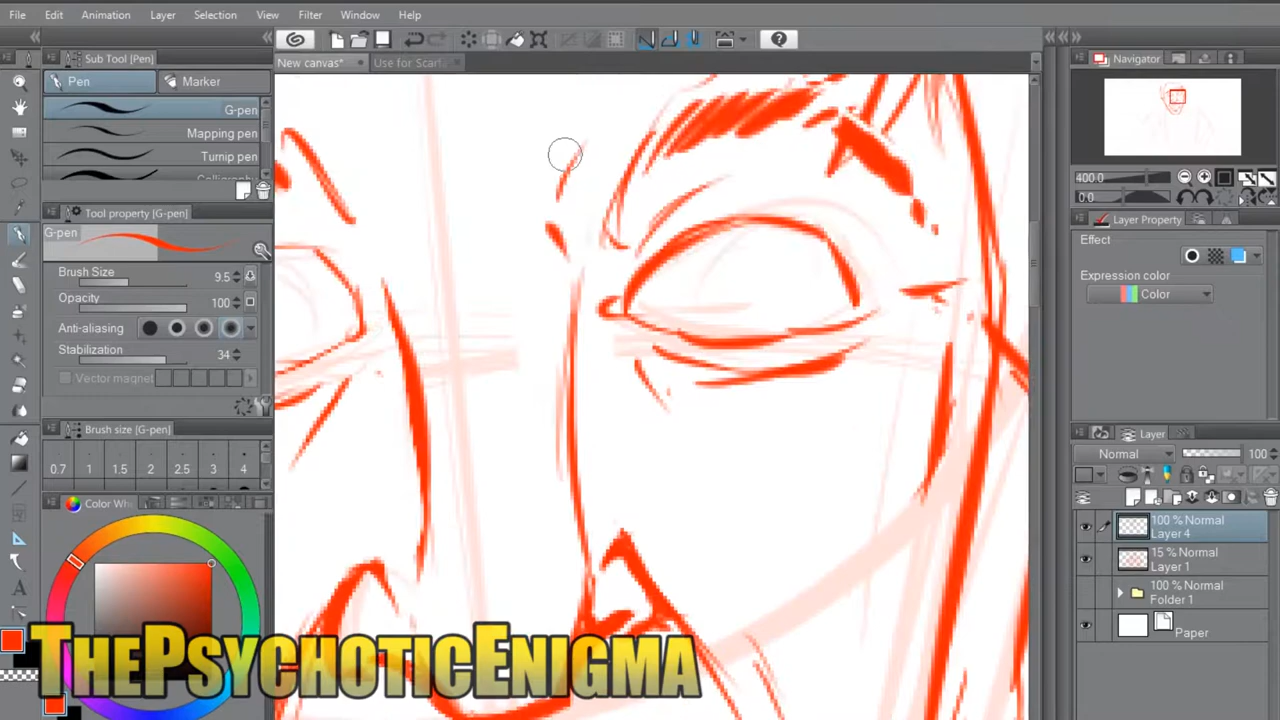 File Edit Animation Layer Selection View Filter Window Help
Sub Tool [Pen]
New canvas*
Use for Scarfa
Navigator
Pen
Marker
G-pen
Mapping pen
Turnip pen
Tool property [G-pen]
G-pen
Brush Size 9.5
Opacity 100
Anti-aliasing
Stabilization 34
Vector magnet
Brush size [G-pen]
0.7 1 1.5 2 2.5 3 4
Color Wh
400.0
0.0
Layer Property
Effect
Expression color
Color
Layer
Normal 100
100 % Normal
Layer 4
15 % Normal
Layer 1
100 % Normal
Folder 1
Paper
THEPSYCHOTICENIGMA